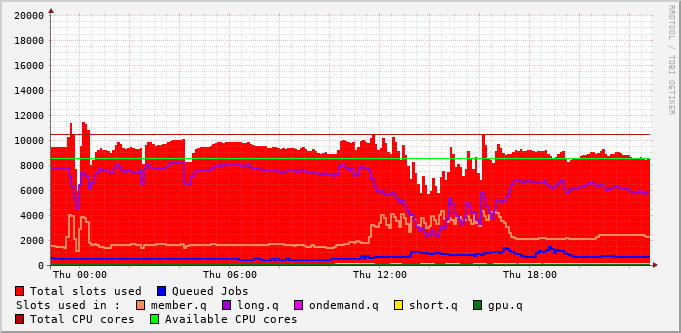 20000
18000
16000
14000
12000
10000
8000
6000
4000
2000
0
Thu 00:00 Thu 06:00 Thu 12:00 Thu 18:00
RRDTOOL / TOBI OETIKER
Total slots used Queued Jobs
Slots used in : member.q long.q ondemand.q short.q gpu.q
Total CPU cores Available CPU cores